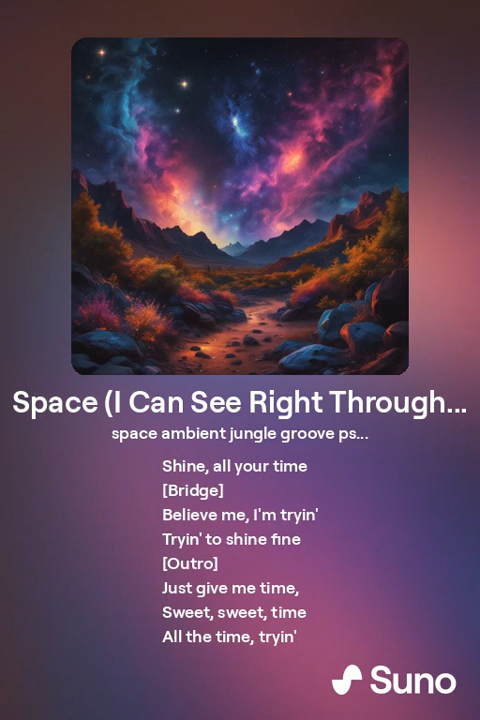 Space (I Can See Right Through...
space ambient jungle groove ps...
Shine, all your time
[Bridge]
Believe me, I'm tryin'
Tryin' to shine fine
[Outro]
Just give me time,
Sweet, sweet, time
All the time, tryin'
Suno